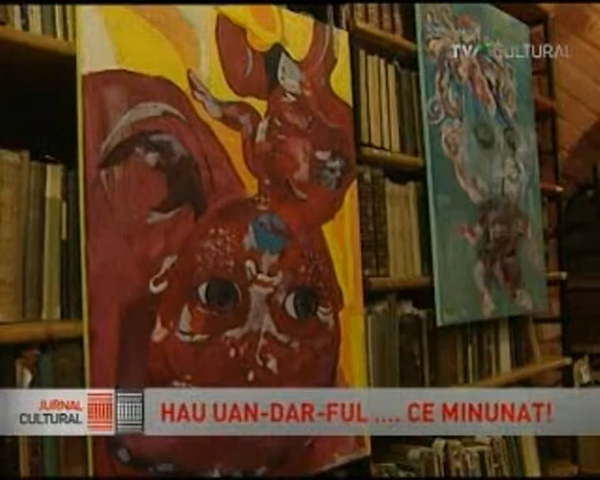 TVR CULTURAL
JURNAL
CULTURAL
HAU UAN-DAR-FUL .... CE MINUNAT!